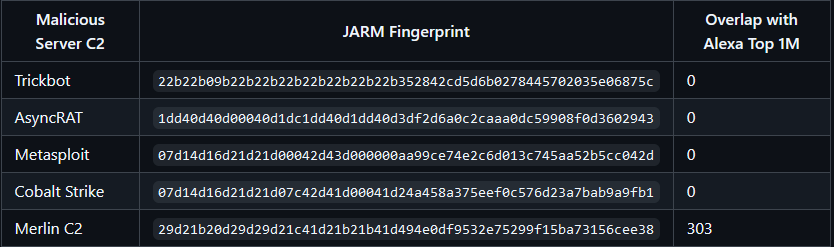 Malicious
Server C2
JARM Fingerprint
Overlap with
Alexa Top 1M
Trickbot 22b22b09b22b22b22b22b22b22b22b352842cd5d6b0278445702035e06875c 0
AsyncRAT 1dd40d40d00040d1dc1dd40d1dd40d3df2d6a0c2caaa0dc59908f0d3602943 0
Metasploit 07d14d16d21d21d00042d43d000000aa99ce74e2c6d013c745aa52b5cc042d 0
Cobalt Strike 07d14d16d21d21d07c42d41d00041d24a458a375eef0c576d23a7bab9a9fb1 0
Merlin C2 29d21b20d29d29d21c41d21b21b41d494e0df9532e75299f15ba73156cee38 303